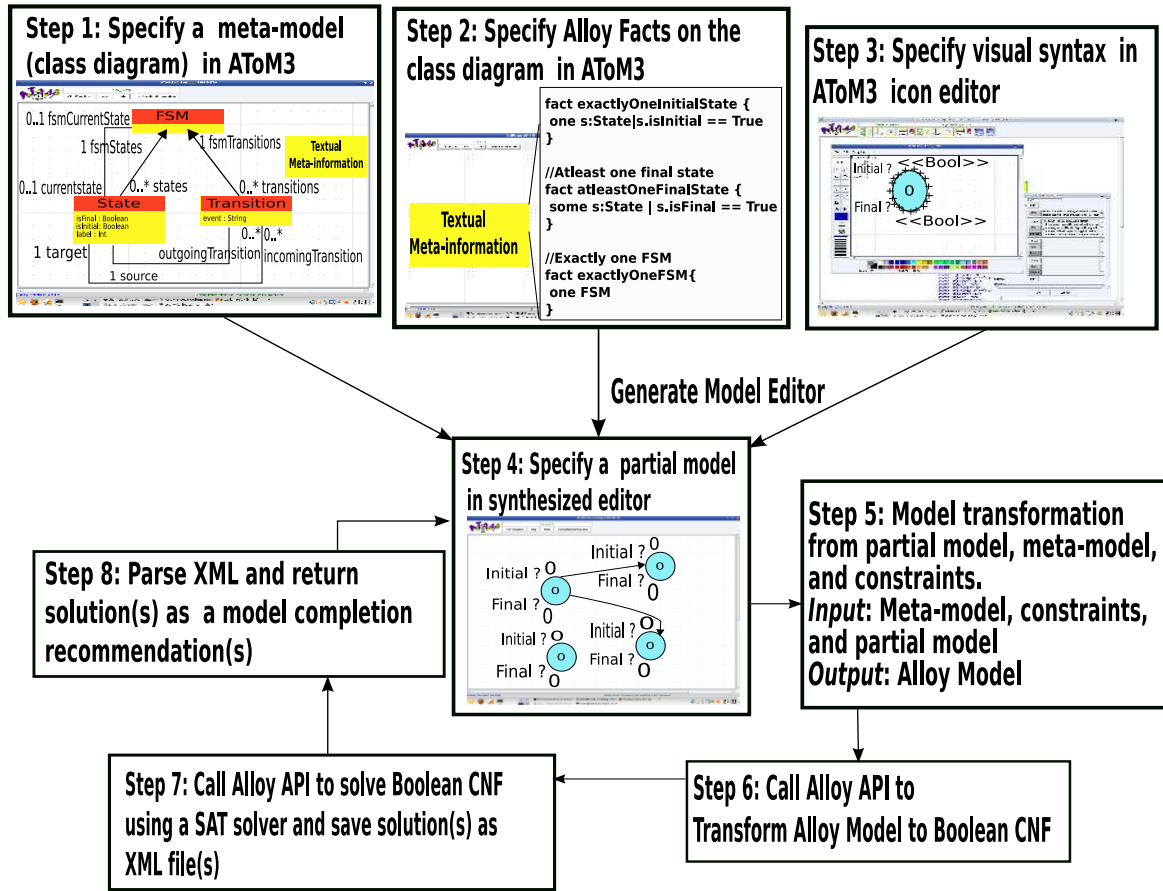 Step 1: Specify a meta-model
(class diagram) in AToM3
FSM
0..1 fsmCurrentState
1 fsmStates
1 fsmTransitions
Textual
Meta-information
0..1 currentstate
0..* states
0..* transitions
State
isFinal : Boolean
isInitial: Boolean
label : Int
Transition
event : String
0..* 0..*
1 target
outgoingTransition
incomingTransition
1 source
Step 2: Specify Alloy Facts on the
class diagram in AToM3
Textual
Meta-information
fact exactlyOneInitialState {
one s:State|s.isInitial == True
}
//Atleast one final state
fact atleastOneFinalState {
some s:State | s.isFinal == True
}
//Exactly one FSM
fact exactlyOneFSM{
one FSM
}
Step 3: Specify visual syntax in
AToM3 icon editor
<<Bool>>
Initial ?
O
Final ?
<<Bool>>
Generate Model Editor
Step 4: Specify a partial model
in synthesized editor
Initial ? 0
O
Final ? 0
Initial ? 0
O
Final ? 0
Initial ? 0
O
Final ? 0
Initial ? 0
O
Final ? 0
Step 5: Model transformation
from partial model, meta-model,
and constraints.
Input: Meta-model, constraints,
and partial model
Output: Alloy Model
Step 6: Call Alloy API to
Transform Alloy Model to Boolean CNF
Step 7: Call Alloy API to solve Boolean CNF
using a SAT solver and save solution(s) as
XML file(s)
Step 8: Parse XML and return
solution(s) as a model completion
recommendation(s)